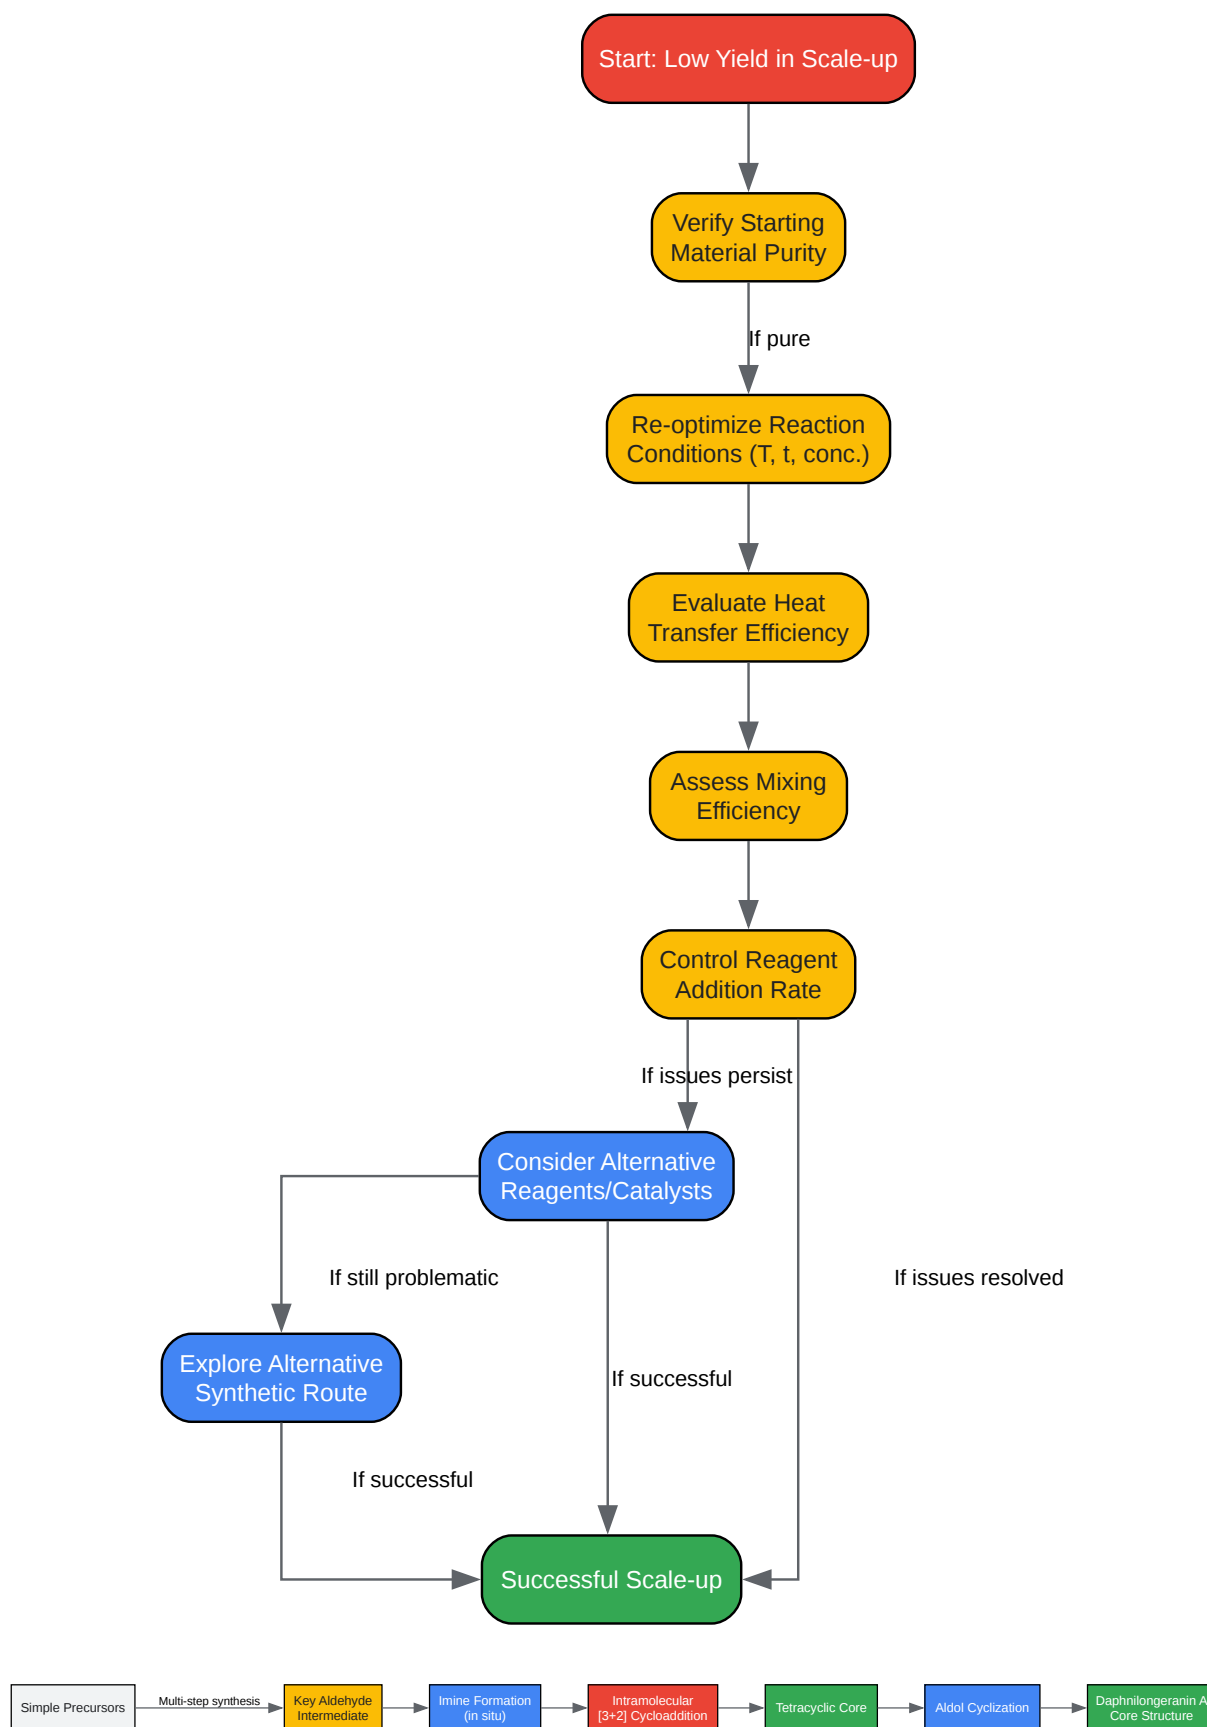 Start: Low Yield in Scale-up
Verify Starting
Material Purity
If pure
Re-optimize Reaction
Conditions (T, t, conc.)
Evaluate Heat
Transfer Efficiency
Assess Mixing
Efficiency
Control Reagent
Addition Rate
If issues persist
Consider Alternative
Reagents/Catalysts
If still problematic
If issues resolved
Explore Alternative
Synthetic Route
If successful
If successful
Successful Scale-up
Simple Precursors
Multi-step synthesis
Key Aldehyde
Intermediate
Imine Formation
(in situ)
Intramolecular
[3+2] Cycloaddition
Tetracyclic Core
Aldol Cyclization
Daphnilongeranin A
Core Structure